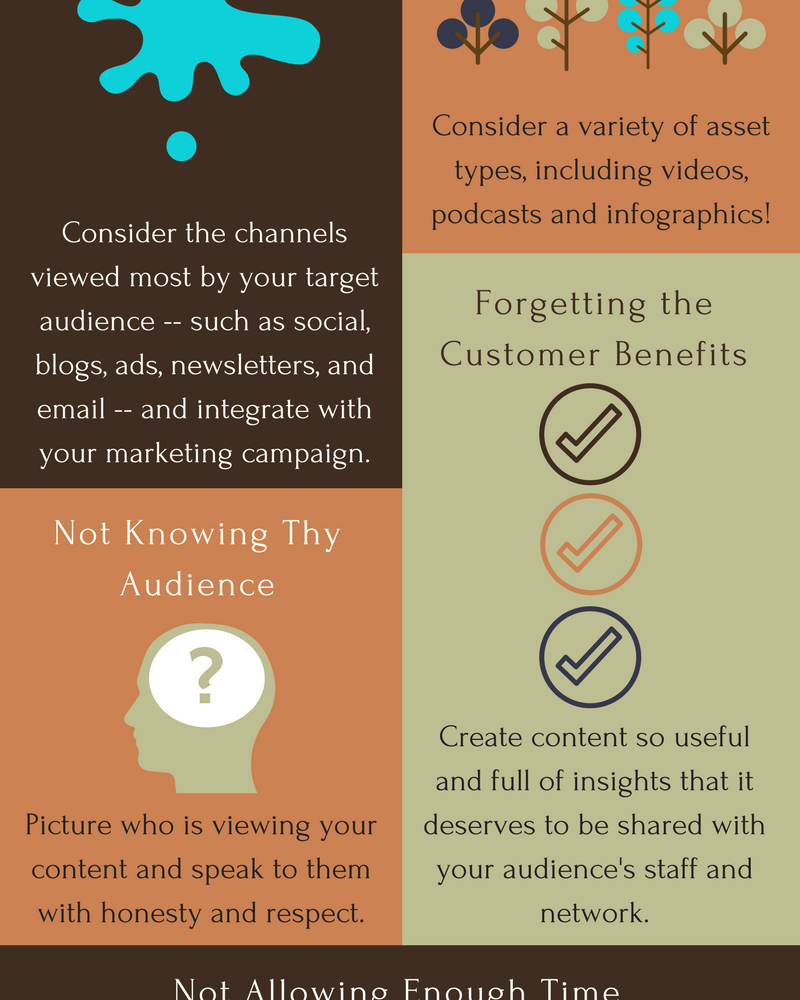 Consider the channels
viewed most by your target
audience -- such as social,
blogs, ads, newsletters, and
email -- and integrate with
your marketing campaign.
Consider a variety of asset
types, including videos,
podcasts and infographics!
Not Knowing Thy
Audience
?
Picture who is viewing your
content and speak to them
with honesty and respect.
Forgetting the
Customer Benefits
Create content so useful
and full of insights that it
deserves to be shared with
your audience's staff and
network.
Not Allowing Enough Time